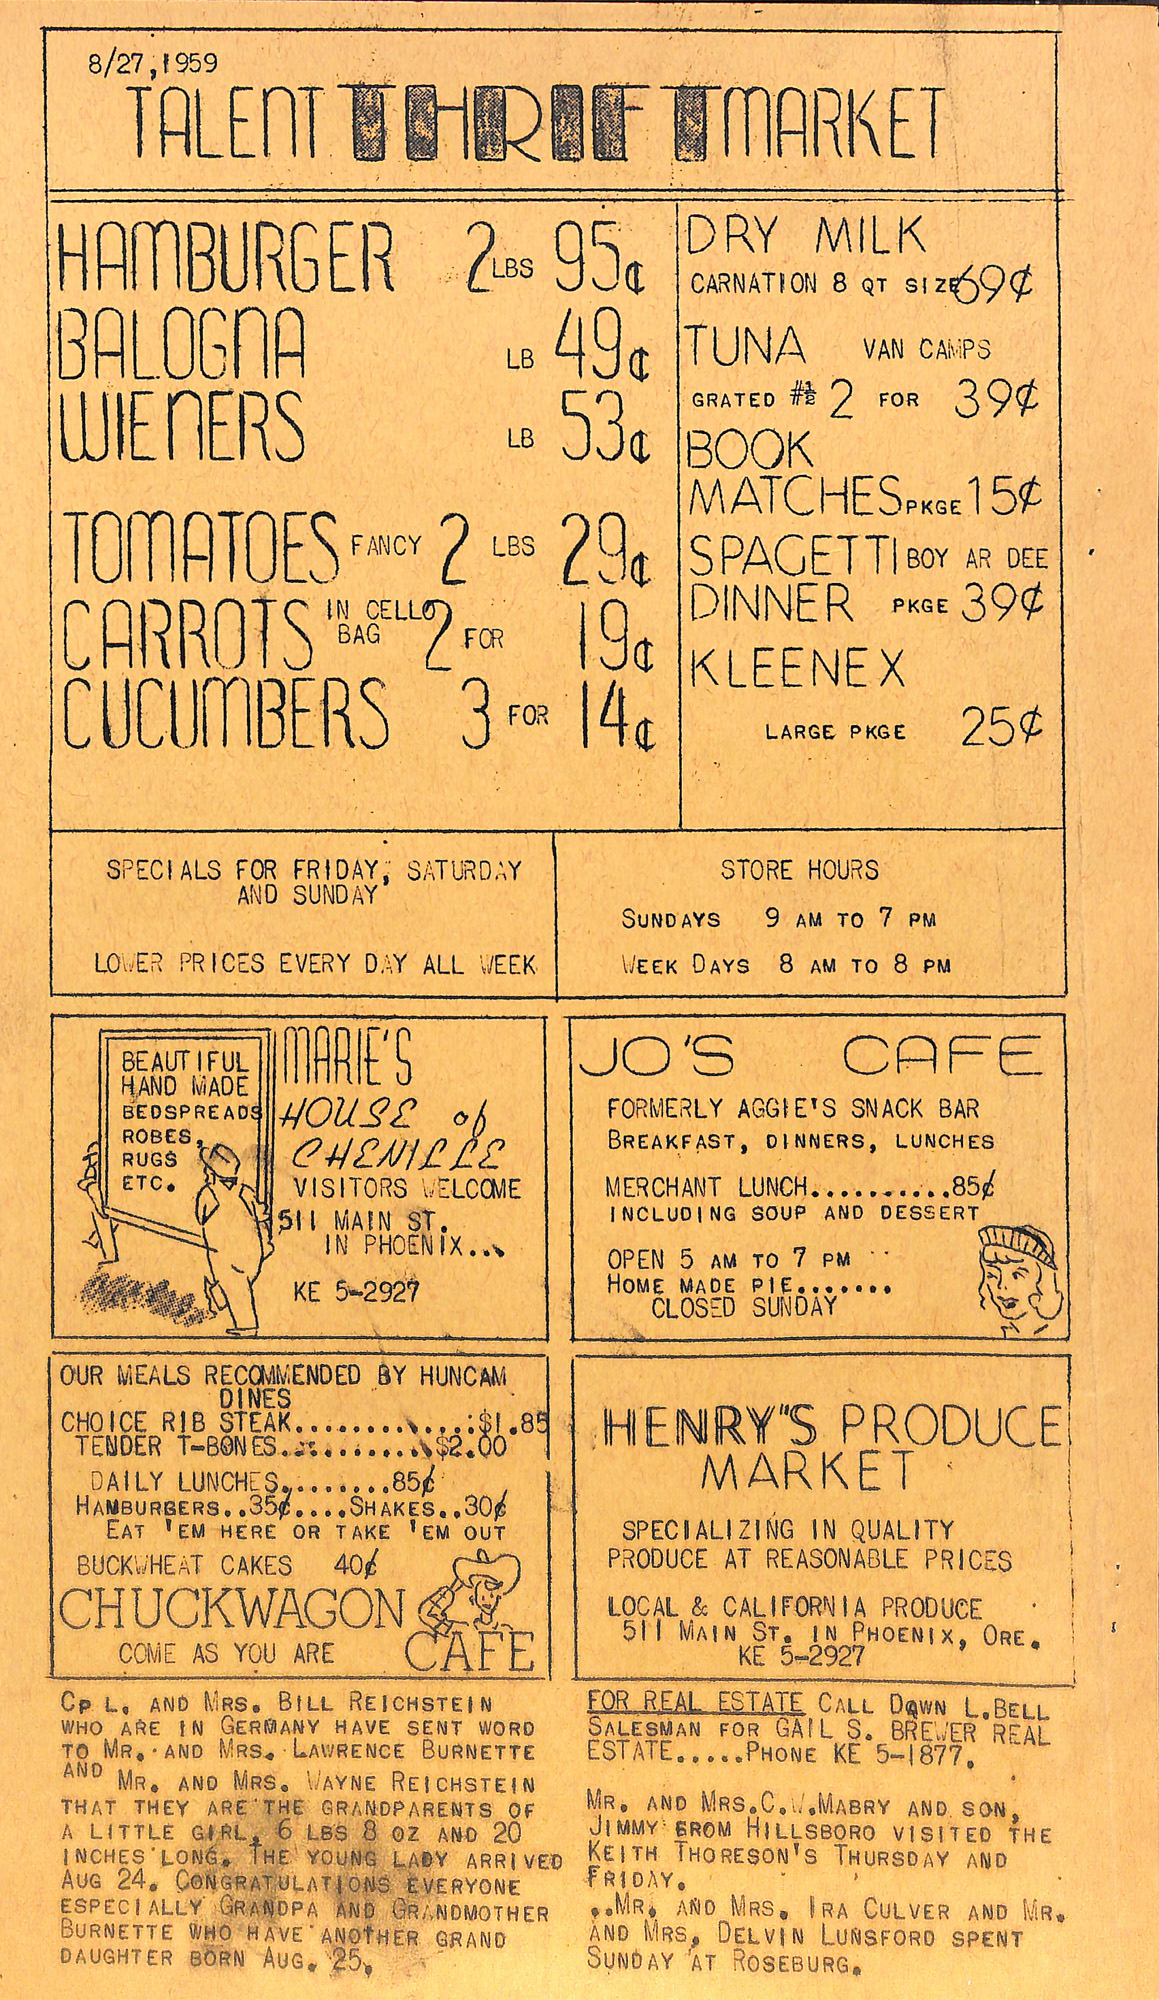 8/27,1959
TALENT THRIFT MARKET
HAMBURGER 2 LBS 95¢
BALOGNA LB 49¢
WIENERS LB 53¢
TOMATOES FANCY 2 LBS 29¢
CARROTS IN CELLO BAG 2 FOR 19¢
CUCUMBERS 3 FOR 14¢
DRY MILK
CARNATION 8 QT SIZE 69¢
TUNA VAN CAMPS
GRATED #½ 2 FOR 39¢
BOOK
MATCHES PKGE 15¢
SPAGETTI BOY AR DEE
DINNER PKGE 39¢
KLEENEX
LARGE PKGE 25¢
SPECIALS FOR FRIDAY, SATURDAY
AND SUNDAY
LOWER PRICES EVERY DAY ALL WEEK
STORE HOURS
SUNDAYS 9 AM TO 7 PM
WEEK DAYS 8 AM TO 8 PM
BEAUTIFUL
HAND MADE
BEDSPREADS
ROBES,
RUGS
ETC.
MARIE'S
HOUSE of
CHENILLE
VISITORS WELCOME
511 MAIN ST.
IN PHOENIX...
KE 5-2927
JO'S CAFE
FORMERLY AGGIE'S SNACK BAR
BREAKFAST, DINNERS, LUNCHES
MERCHANT LUNCH..........85¢
INCLUDING SOUP AND DESSERT
OPEN 5 AM TO 7 PM
HOME MADE PIE.......
CLOSED SUNDAY
OUR MEALS RECOMMENDED BY HUNCAM
DINES
CHOICE RIB STEAK..............$1.85
TENDER T-BONES...........$2.00
DAILY LUNCHES........85¢
HAMBURGERS..35¢....SHAKES..30¢
EAT 'EM HERE OR TAKE 'EM OUT
BUCKWHEAT CAKES 40¢
CHUCKWAGON
CAFE
COME AS YOU ARE
HENRY"S PRODUCE
MARKET
SPECIALIZING IN QUALITY
PRODUCE AT REASONABLE PRICES
LOCAL & CALIFORNIA PRODUCE
511 MAIN ST. IN PHOENIX, ORE.
KE 5-2927
CP L. AND MRS. BILL REICHSTEIN
WHO ARE IN GERMANY HAVE SENT WORD
TO MR. AND MRS. LAWRENCE BURNETTE
AND MR. AND MRS. WAYNE REICHSTEIN
THAT THEY ARE THE GRANDPARENTS OF
A LITTLE GIRL, 6 LBS 8 OZ AND 20
INCHES LONG. THE YOUNG LADY ARRIVED
AUG 24. CONGRATULATIONS EVERYONE
ESPECIALLY GRANDPA AND GRANDMOTHER
BURNETTE WHO HAVE ANOTHER GRAND
DAUGHTER BORN AUG. 25.
FOR REAL ESTATE CALL DAWN L.BELL
SALESMAN FOR GAIL S. BREWER REAL
ESTATE.....PHONE KE 5-1877.
MR. AND MRS.C.W.MABRY AND SON,
JIMMY FROM HILLSBORO VISITED THE
KEITH THORESON'S THURSDAY AND
FRIDAY.
..MR. AND MRS. IRA CULVER AND MR.
AND MRS. DELVIN LUNSFORD SPENT
SUNDAY AT ROSEBURG.